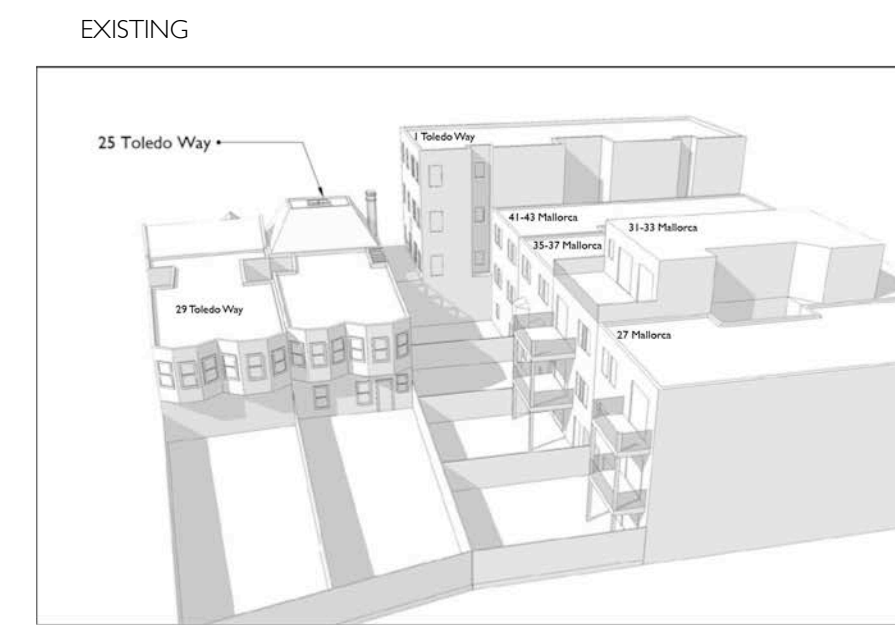 EXISTING
25 Toledo Way
1 Toledo Way
41-43 Mallorca
31-33 Mallorca
35-37 Mallorca
29 Toledo Way
27 Mallorca